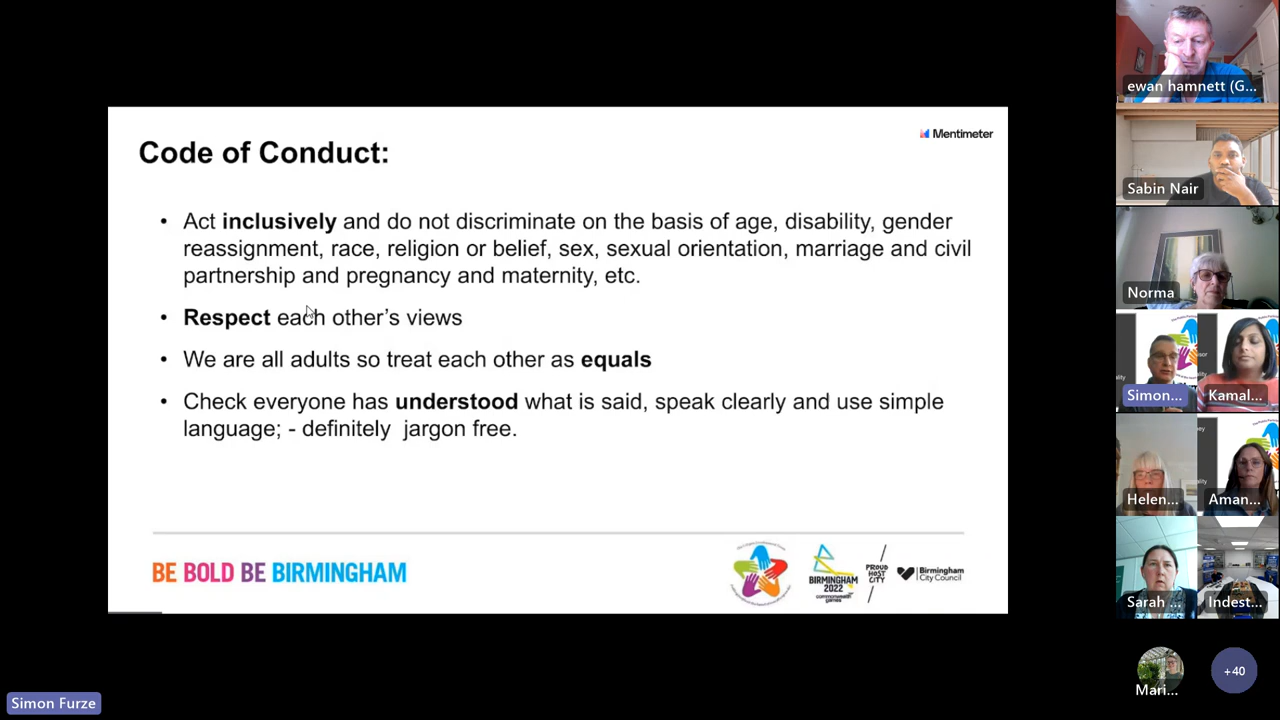 Code of Conduct:
Mentimeter
• Act inclusively and do not discriminate on the basis of age, disability, gender
reassignment, race, religion or belief, sex, sexual orientation, marriage and civil
partnership and pregnancy and maternity, etc.
• Respect each other’s views
• We are all adults so treat each other as equals
• Check everyone has understood what is said, speak clearly and use simple
language; - definitely jargon free.
BE BOLD BE BIRMINGHAM
BIRMINGHAM
2022
commonwealth
games
PROUD
HOST
CITY
Birmingham
City Council
ewan hamnett (G...
Sabin Nair
Norma
Simon...
Kamal...
Helen...
Aman...
Sarah ...
Indest...
Mari...
+40
Simon Furze